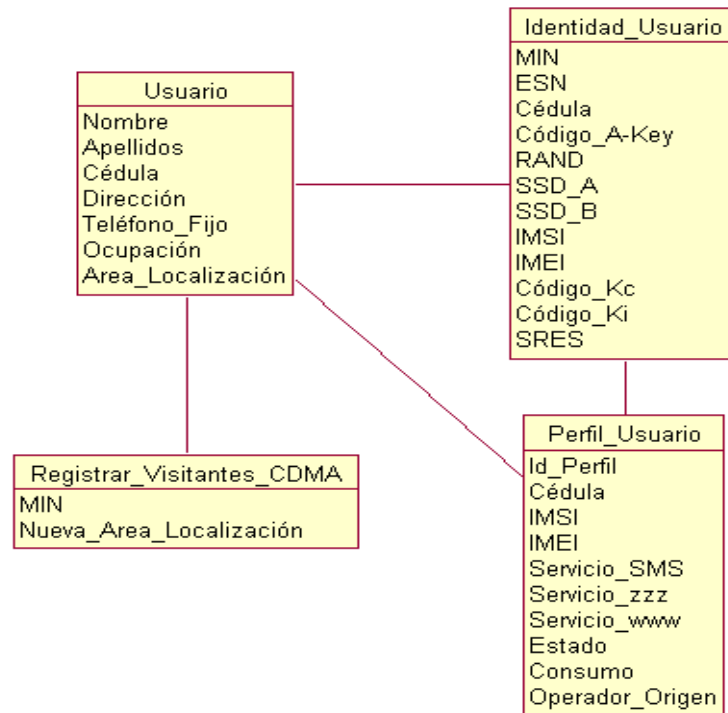 Usuario
Nombre
Apellidos
Cédula
Dirección
Teléfono_Fijo
Ocupación
Area_Localización
Identidad_Usuario
MIN
ESN
Cédula
Código_A-Key
RAND
SSD_A
SSD_B
IMSI
IMEI
Código_Kc
Código_Ki
SRES
Registrar_Visitantes_CDMA
MIN
Nueva_Area_Localización
Perfil_Usuario
Id_Perfil
Cédula
IMSI
IMEI
Servicio_SMS
Servicio_zzz
Servicio_www
Estado
Consumo
Operador_Origen